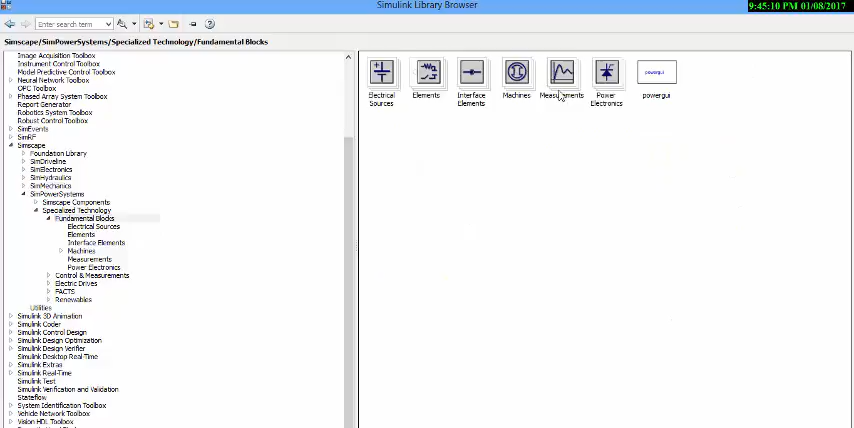 Simulink Library Browser
9:45:10 PM 01/08/2017
Enter search term
Simscape/SimPowerSystems/Specialized Technology/Fundamental Blocks
Image Acquisition Toolbox
Instrument Control Toolbox
Model Predictive Control Toolbox
Neural Network Toolbox
OPC Toolbox
Phased Array System Toolbox
Report Generator
Robotics System Toolbox
Robust Control Toolbox
SimEvents
SimRF
Simscape
Foundation Library
SimDriveline
SimElectronics
SimHydraulics
SimMechanics
SimPowerSystems
Simscape Components
Specialized Technology
Fundamental Blocks
Electrical Sources
Elements
Interface Elements
Machines
Measurements
Power Electronics
Control & Measurements
Electric Drives
FACTS
Renewables
Utilities
Simulink 3D Animation
Simulink Coder
Simulink Control Design
Simulink Design Optimization
Simulink Design Verifier
Simulink Desktop Real-Time
Simulink Extras
Simulink Real-Time
Simulink Test
Simulink Verification and Validation
Stateflow
System Identification Toolbox
Vehicle Network Toolbox
Vision HDL Toolbox
Electrical
Sources
Elements
Interface
Elements
Machines
Measurements
Power
Electronics
powergui
powergui